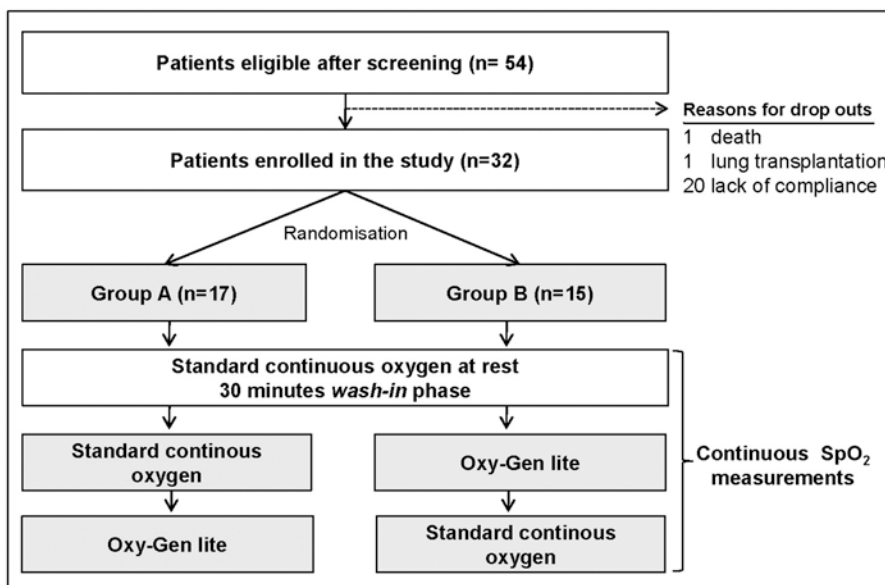 Patients eligible after screening (n= 54)
Reasons for drop outs
1 death
1 lung transplantation
20 lack of compliance
Patients enrolled in the study (n=32)
Randomisation
Group A (n=17)
Group B (n=15)
Standard continuous oxygen at rest
30 minutes wash-in phase
Standard continous
oxygen
Oxy-Gen lite
Continuous SpO₂
measurements
Oxy-Gen lite
Standard continous
oxygen